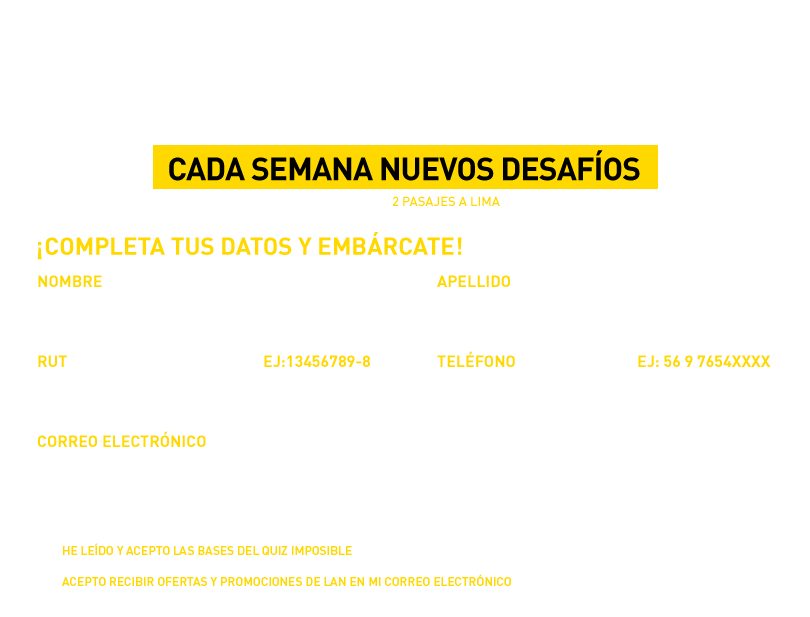 CADA SEMANA NUEVOS DESAFÍOS
2 PASAJES A LIMA
¡COMPLETA TUS DATOS Y EMBÁRCATE!
NOMBRE APELLIDO
RUT EJ:13456789-8 TELÉFONO EJ: 56 9 7654XXXX
CORREO ELECTRÓNICO
HE LEÍDO Y ACEPTO LAS BASES DEL QUIZ IMPOSIBLE
ACEPTO RECIBIR OFERTAS Y PROMOCIONES DE LAN EN MI CORREO ELECTRÓNICO